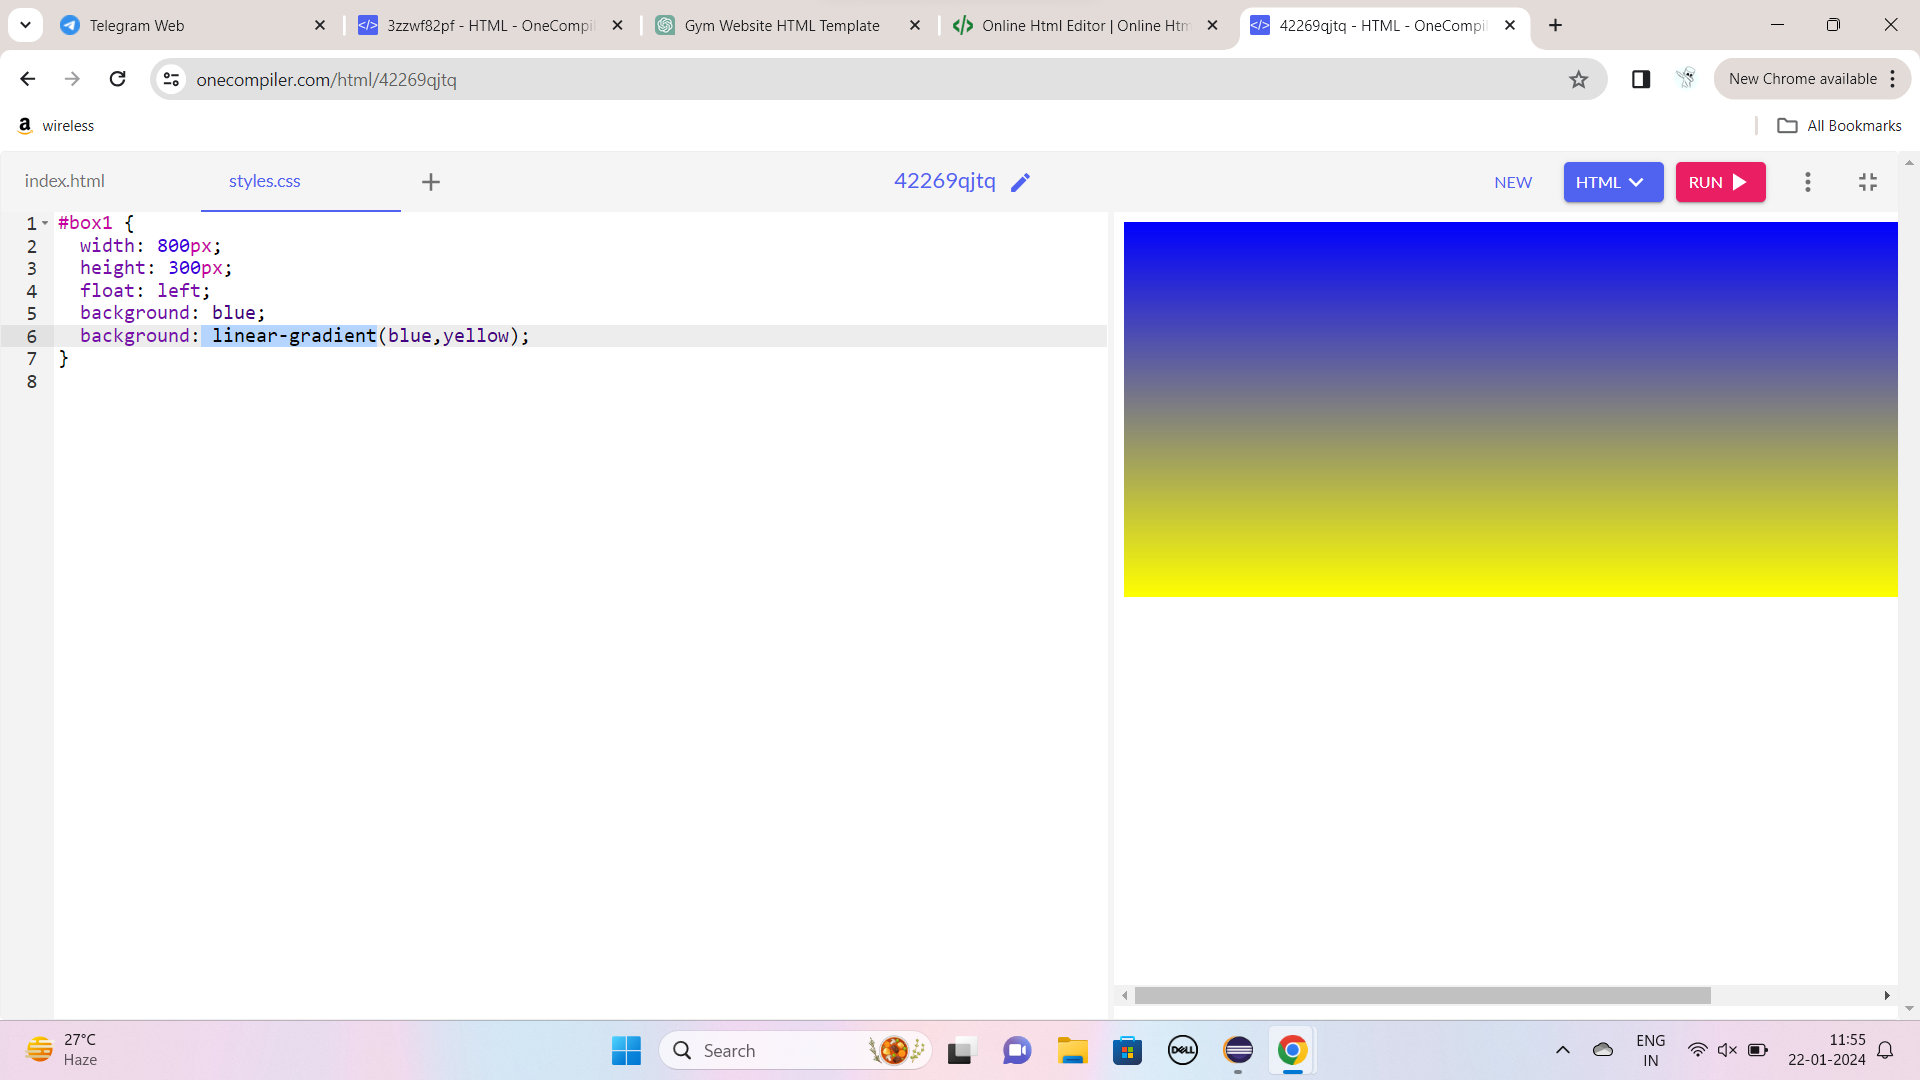 Telegram Web
3zzwf82pf - HTML - OneCompil
Gym Website HTML Template
Online Html Editor | Online Htm
42269qjtq - HTML - OneCompil
onecompiler.com/html/42269qjtq
New Chrome available
a wireless
All Bookmarks
index.html
styles.css
42269qjtq
NEW
HTML
RUN
1 #box1 {
2 width: 800px;
3 height: 300px;
4 float: left;
5 background: blue;
6 background: linear-gradient(blue,yellow);
7 }
8
27°C
Haze
Search
DELL
ENG
IN
11:55
22-01-2024